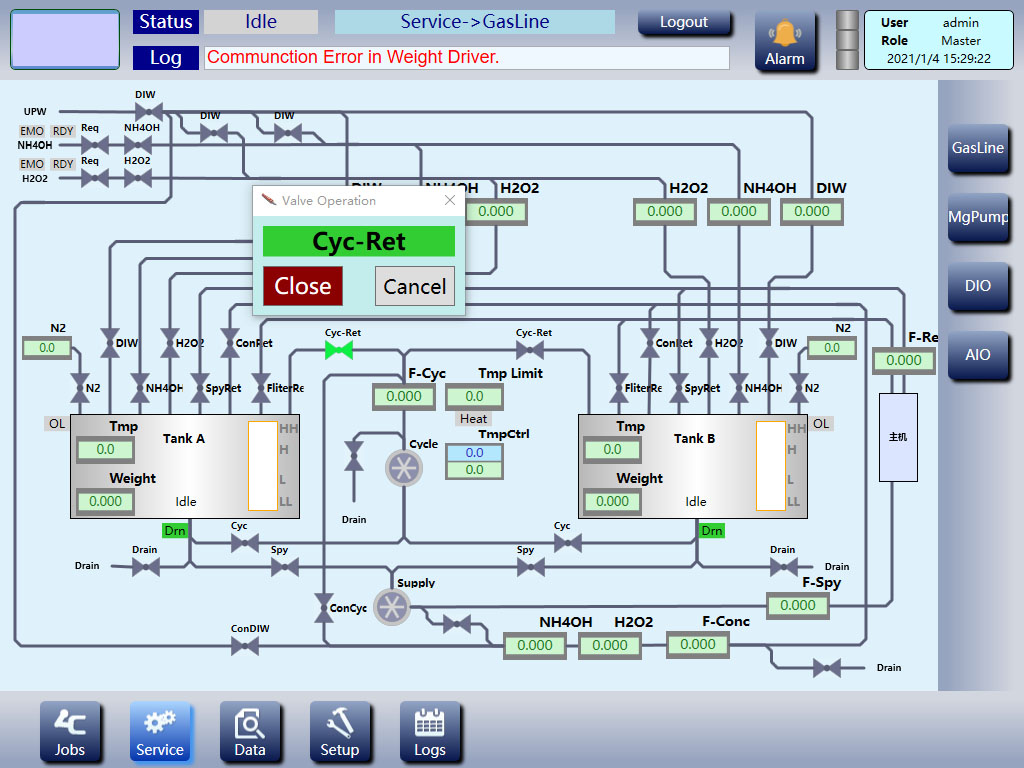 Status Idle Service->GasLine Logout
Log Communction Error in Weight Driver.
Alarm
User admin
Role Master
2021/1/4 15:29:22
GasLine
MgPump
DIO
AIO
DIW
UPW
DIW DIW
EMO RDY Req NH4OH
NH4OH
EMO RDY Req H2O2
H2O2
DIW NH4OH H2O2
0.000
H2O2 NH4OH DIW
0.000 0.000 0.000
Valve Operation
Cyc-Ret
Close Cancel
N2
0.0
DIW H2O2 ConRet
N2 NH4OH SpyRet FliterRe
Cyc-Ret Cyc-Ret
ConRet H2O2 DIW
FliterRe SpyRet NH4OH N2
N2
0.0
F-Re
0.000
主机
F-Cyc
0.000
Tmp Limit
0.0
Heat
TmpCtrl
0.0
0.0
Cycle
Drain
OL
Tmp
0.0
Tank A
Weight
0.000
Idle
HH
H
L
LL
Tmp
0.0
Tank B
Weight
0.000
Idle
HH
H
L
LL
OL
Drn Cyc Cyc Drn
Drain Spy Spy Drain
Drain Drain
Supply
F-Spy
0.000
ConCyc
ConDIW
NH4OH H2O2 F-Conc
0.000 0.000 0.000
Drain
Jobs Service Data Setup Logs